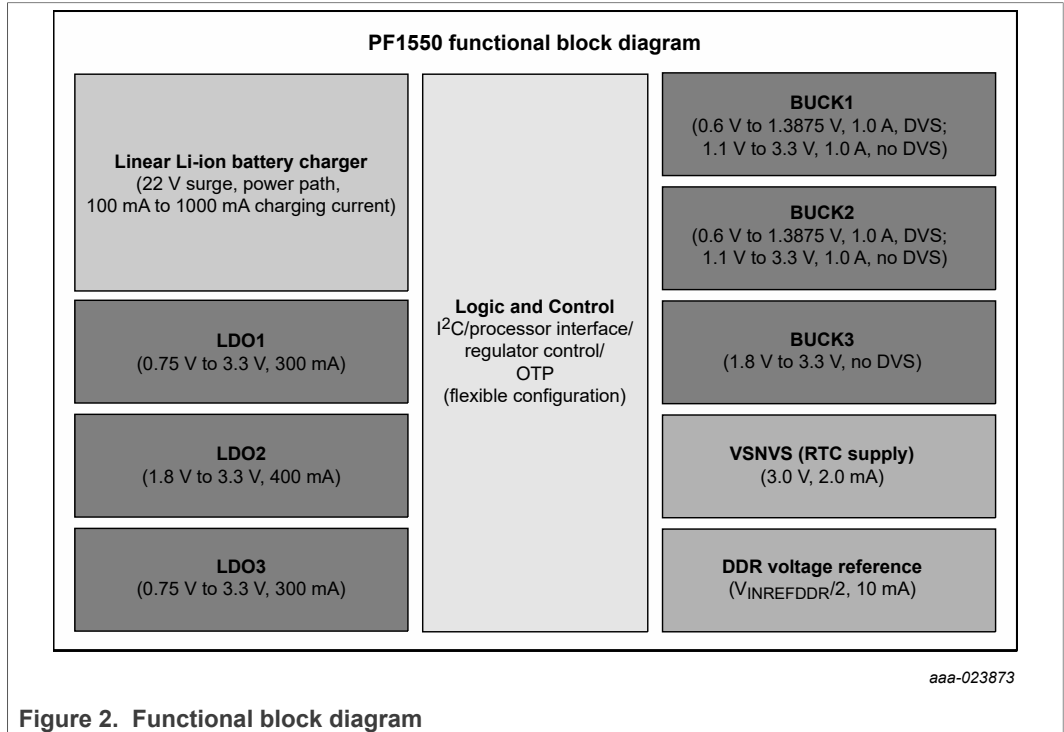 PF1550 functional block diagram
Linear Li-ion battery charger
(22 V surge, power path,
100 mA to 1000 mA charging current)
LDO1
(0.75 V to 3.3 V, 300 mA)
LDO2
(1.8 V to 3.3 V, 400 mA)
LDO3
(0.75 V to 3.3 V, 300 mA)
Logic and Control
I2C/processor interface/
regulator control/
OTP
(flexible configuration)
BUCK1
(0.6 V to 1.3875 V, 1.0 A, DVS;
1.1 V to 3.3 V, 1.0 A, no DVS)
BUCK2
(0.6 V to 1.3875 V, 1.0 A, DVS;
1.1 V to 3.3 V, 1.0 A, no DVS)
BUCK3
(1.8 V to 3.3 V, no DVS)
VSNVS (RTC supply)
(3.0 V, 2.0 mA)
DDR voltage reference
(VINREFDDR/2, 10 mA)
aaa-023873
Figure 2. Functional block diagram